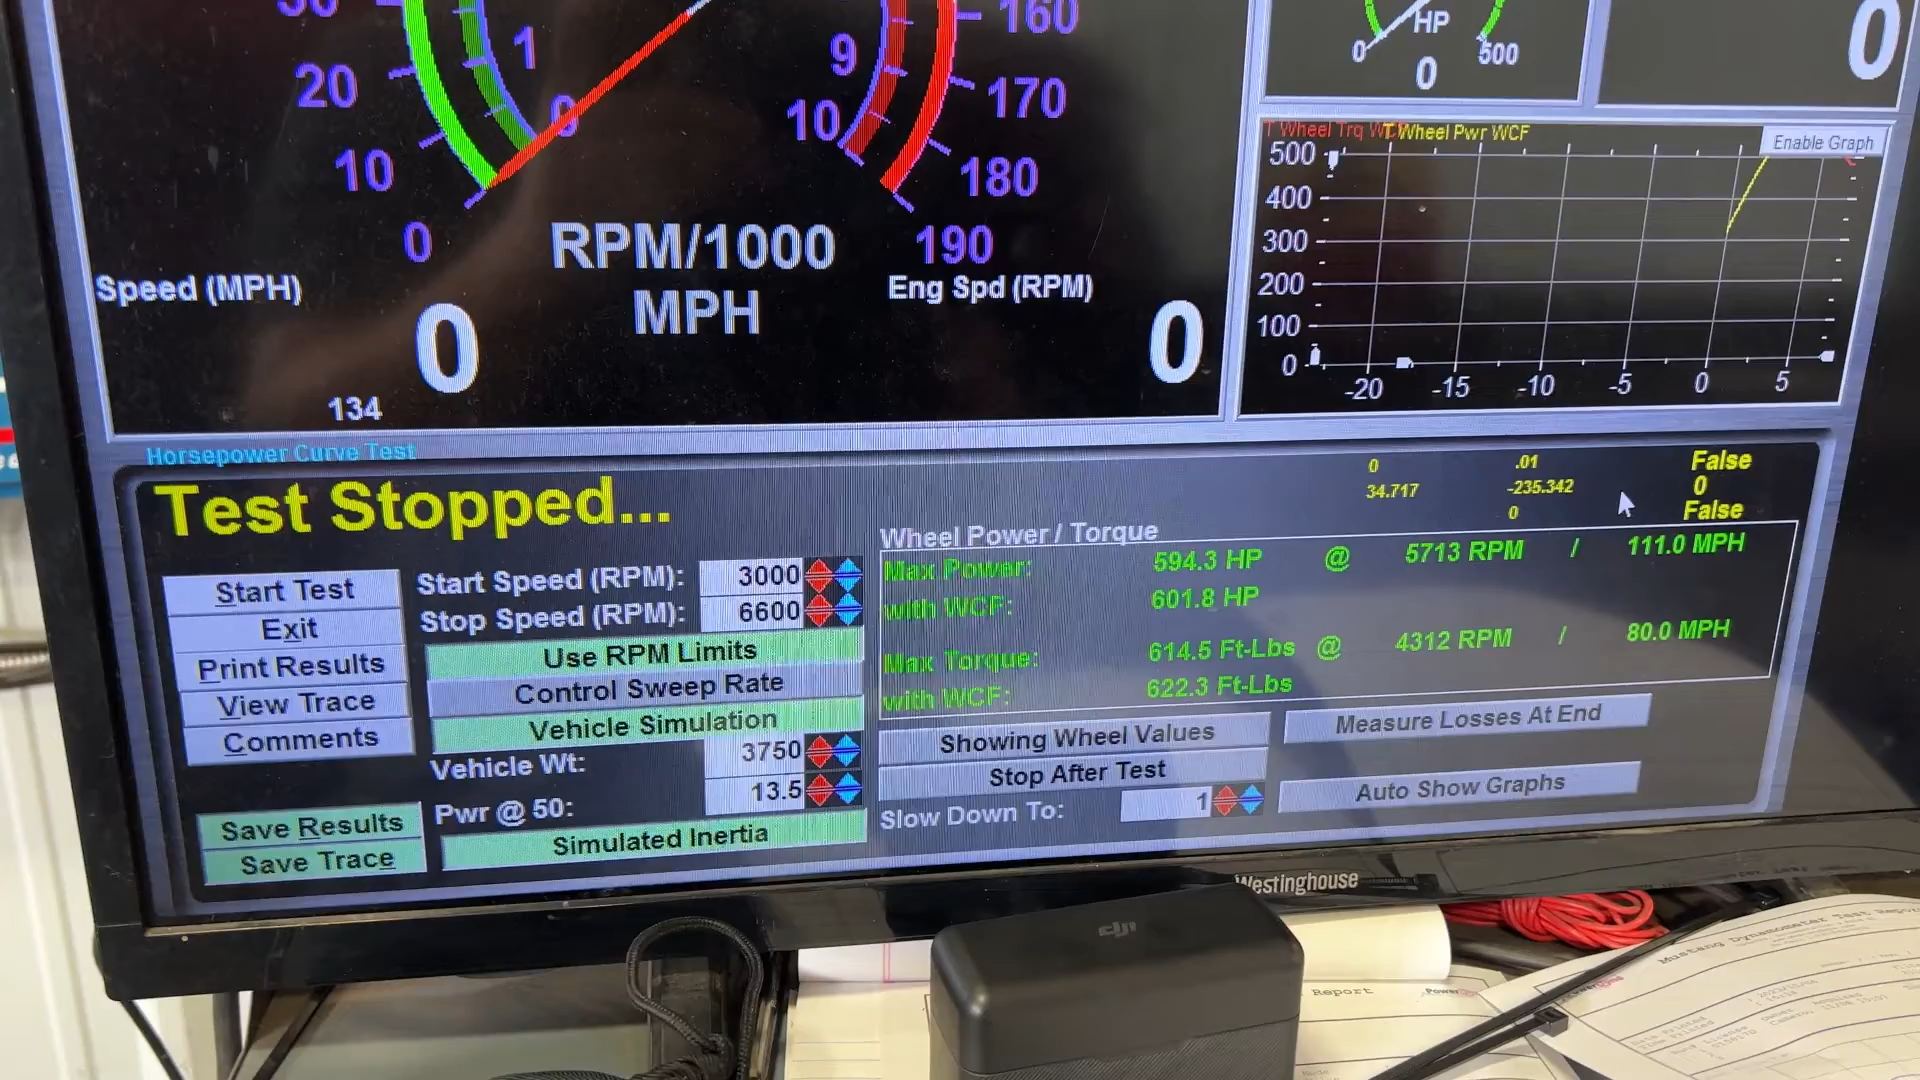 20
10
0
1
0
9
10
160
170
180
190
RPM/1000
MPH
Speed (MPH)
0
134
Eng Spd (RPM)
0
HP
0
500
0
0
T Wheel Pwr WCF
Enable Graph
500
400
300
200
100
0
-20 -15 -10 -5 0 5
Horsepower Curve Test
Test Stopped...
0 .01 False
34.717 -235.342 0
0 False
Start Test
Exit
Print Results
View Trace
Comments
Save Results
Save Trace
Start Speed (RPM): 3000
Stop Speed (RPM): 6600
Use RPM Limits
Control Sweep Rate
Vehicle Simulation
Vehicle Wt: 3750
Pwr @ 50: 13.5
Simulated Inertia
Wheel Power / Torque
Max Power: 594.3 HP @ 5713 RPM / 111.0 MPH
with WCF: 601.8 HP
Max Torque: 614.5 Ft-Lbs @ 4312 RPM / 80.0 MPH
with WCF: 622.3 Ft-Lbs
Showing Wheel Values
Measure Losses At End
Stop After Test
Auto Show Graphs
Slow Down To: 1
Westinghouse
dji
Report
Mustang Dynamometer Test Report